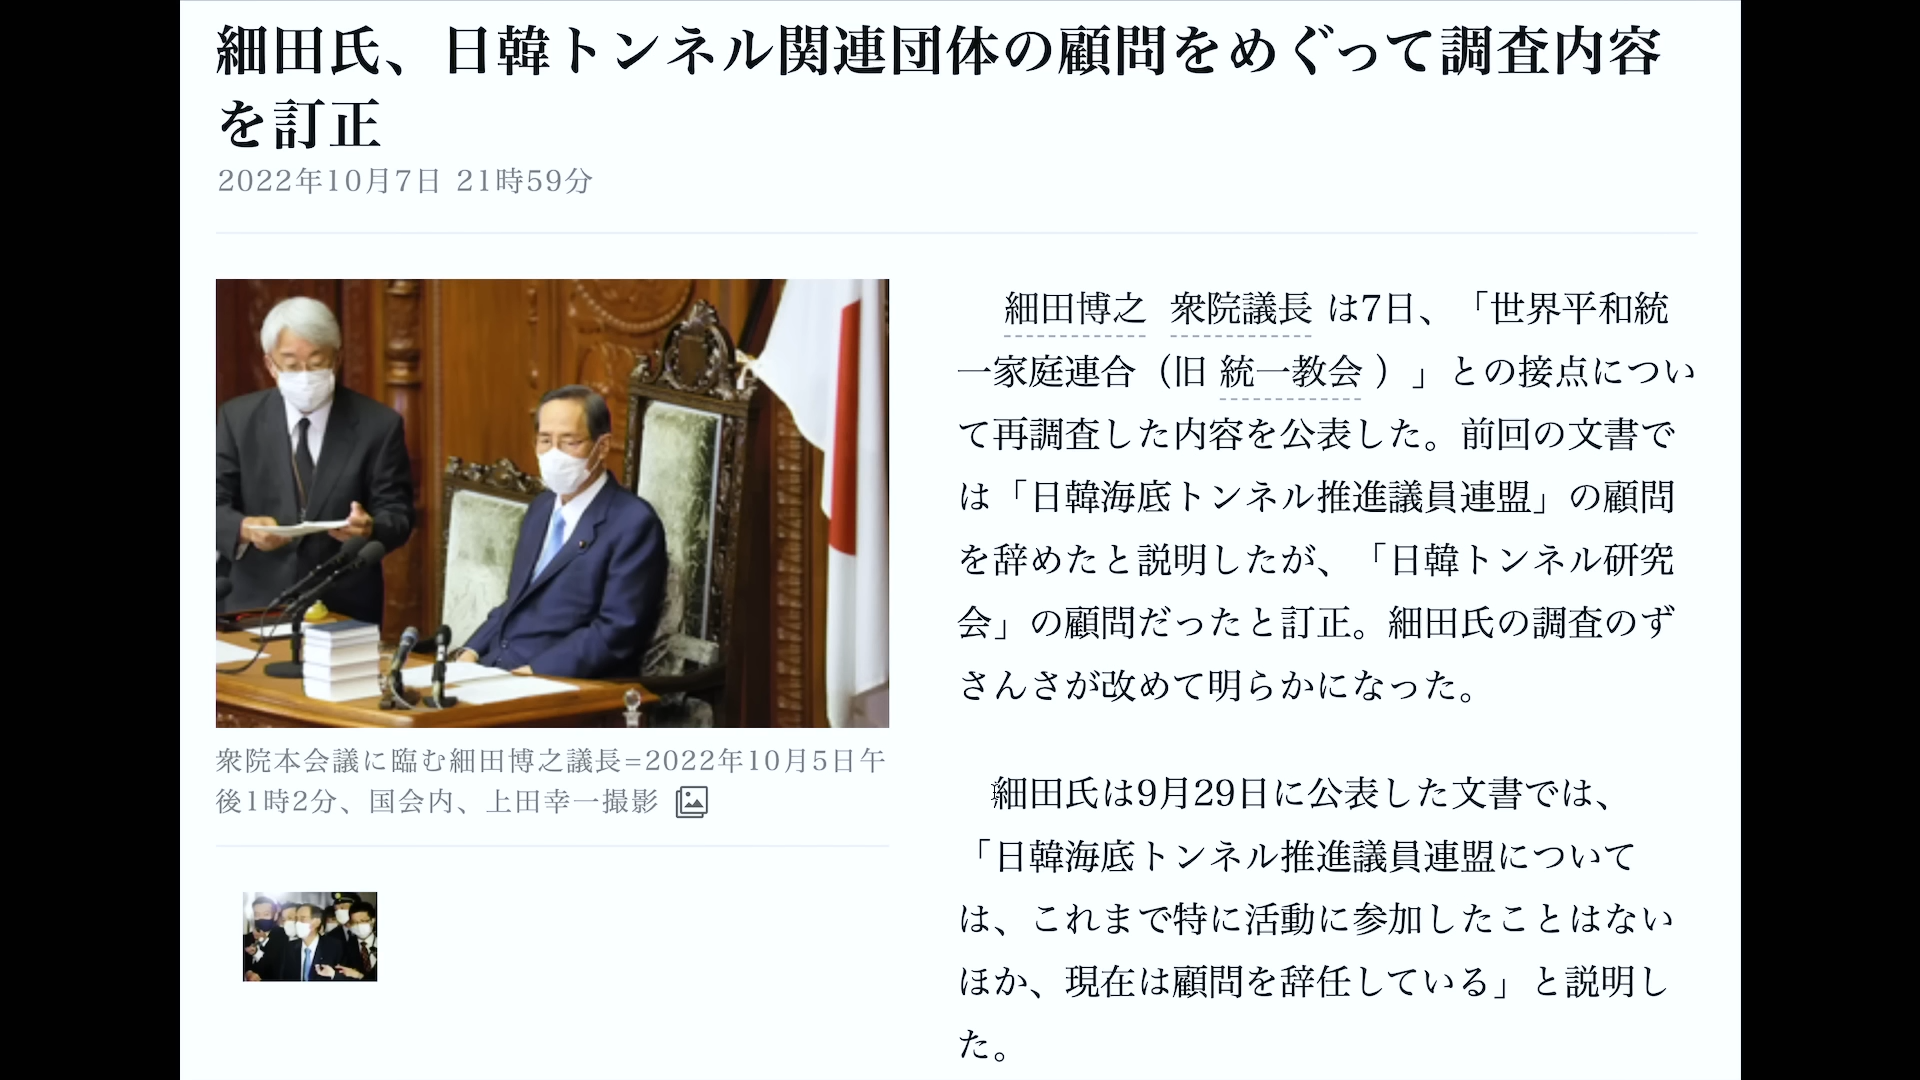 細田氏、日韓トンネル関連団体の顧問をめぐって調査内容
を訂正
2022年10月7日 21時59分
衆院本会議に臨む細田博之議長=2022年10月5日午
後1時2分、国会内、上田幸一撮影
細田博之 衆院議長 は7日、「世界平和統
一家庭連合（旧 統一教会 ）」との接点につい
て再調査した内容を公表した。前回の文書で
は「日韓海底トンネル推進議員連盟」の顧問
を辞めたと説明したが、「日韓トンネル研究
会」の顧問だったと訂正。細田氏の調査のず
さんさが改めて明らかになった。
細田氏は9月29日に公表した文書では、
「日韓海底トンネル推進議員連盟について
は、これまで特に活動に参加したことはない
ほか、現在は顧問を辞任している」と説明し
た。